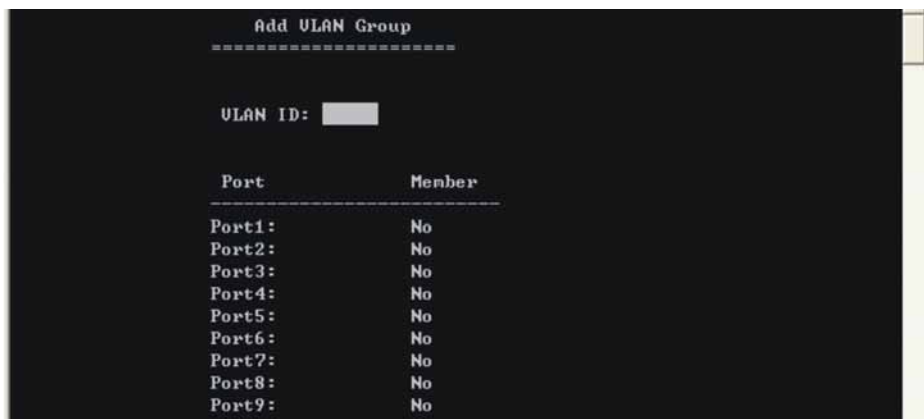 Add VLAN Group
======================
VLAN ID:
Port Member
--------------------------
Port1: No
Port2: No
Port3: No
Port4: No
Port5: No
Port6: No
Port7: No
Port8: No
Port9: No